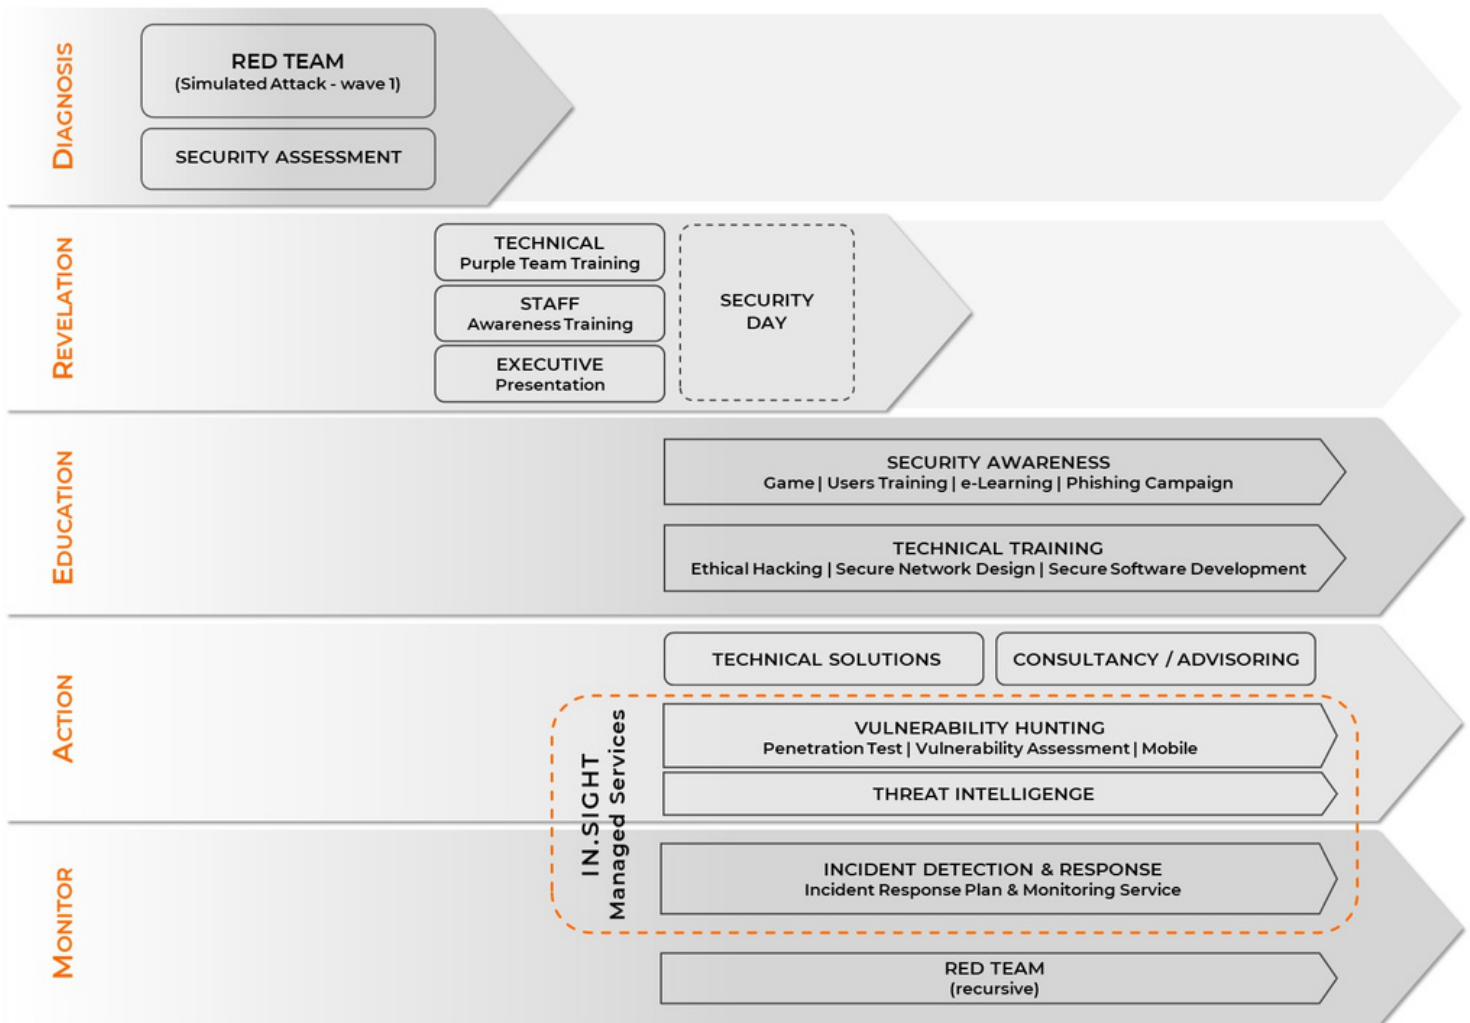 DIAGNOSIS
RED TEAM
(Simulated Attack - wave 1)
SECURITY ASSESSMENT
REVELATION
TECHNICAL
Purple Team Training
STAFF
Awareness Training
EXECUTIVE
Presentation
SECURITY
DAY
EDUCATION
SECURITY AWARENESS
Game | Users Training | e-Learning | Phishing Campaign
TECHNICAL TRAINING
Ethical Hacking | Secure Network Design | Secure Software Development
ACTION
TECHNICAL SOLUTIONS
CONSULTANCY / ADVISORING
IN.SIGHT
Managed Services
VULNERABILITY HUNTING
Penetration Test | Vulnerability Assessment | Mobile
THREAT INTELLIGENCE
MONITOR
INCIDENT DETECTION & RESPONSE
Incident Response Plan & Monitoring Service
RED TEAM
(recursive)